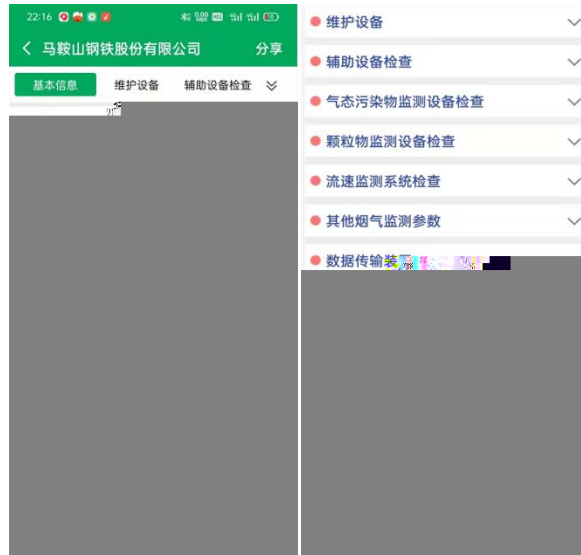 22:16
马鞍山钢铁股份有限公司 分享
基本信息 维护设备 辅助设备检查
维护设备
辅助设备检查
气态污染物监测设备检查
颗粒物监测设备检查
流速监测系统检查
其他烟气监测参数
数据传输装